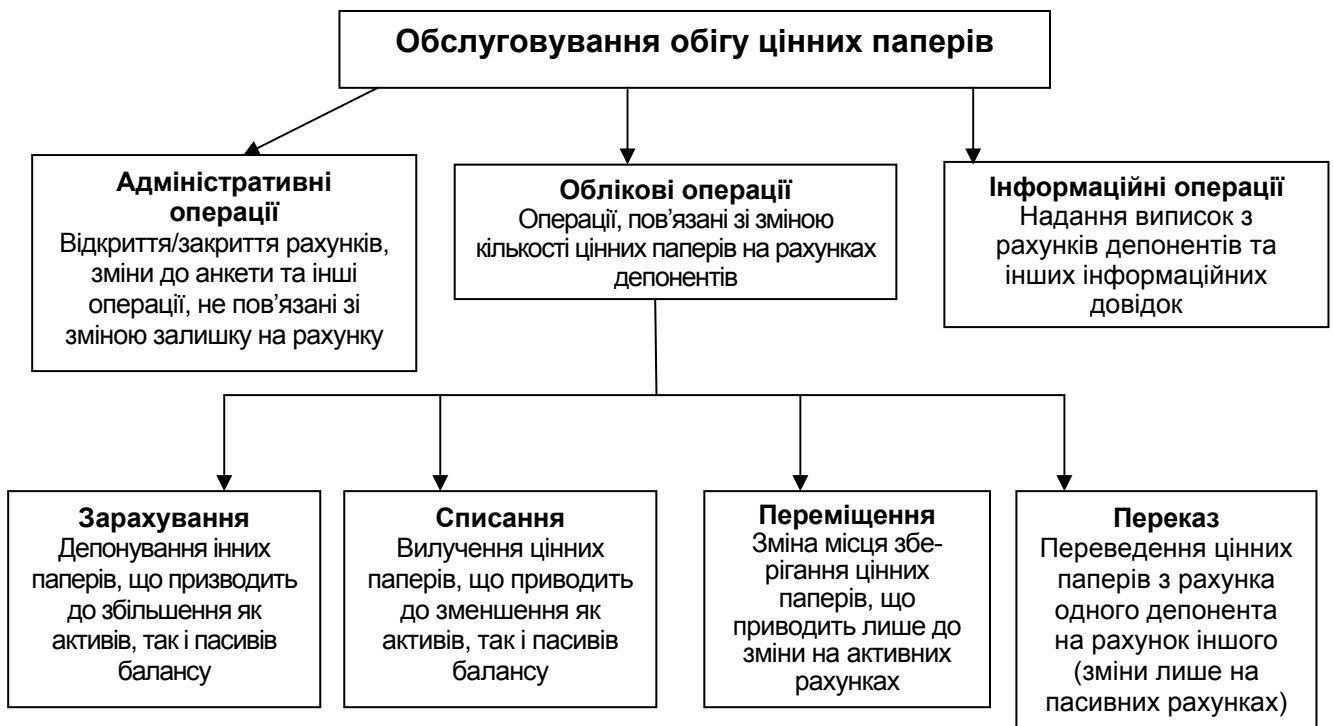 Обслуговування обігу цінних паперів
Адміністративні
операції
Відкриття/закриття рахунків,
зміни до анкети та інші
операції, не пов’язані зі
зміною залишку на рахунку
Облікові операції
Операції, пов’язані зі зміною
кількості цінних паперів на рахунках
депонентів
Інформаційні операції
Надання виписок з
рахунків депонентів та
інших інформаційних
довідок
Зарахування
Депонування інних
паперів, що призводить
до збільшення як
активів, так і пасивів
балансу
Списання
Вилучення цінних
паперів, що приводить
до зменшення як
активів, так і пасивів
балансу
Переміщення
Зміна місця збе-
рігання цінних
паперів, що
приводить лише до
зміни на активних
рахунках
Переказ
Переведення цінних
паперів з рахунка
одного депонента
на рахунок іншого
(зміни лише на
пасивних рахунках)